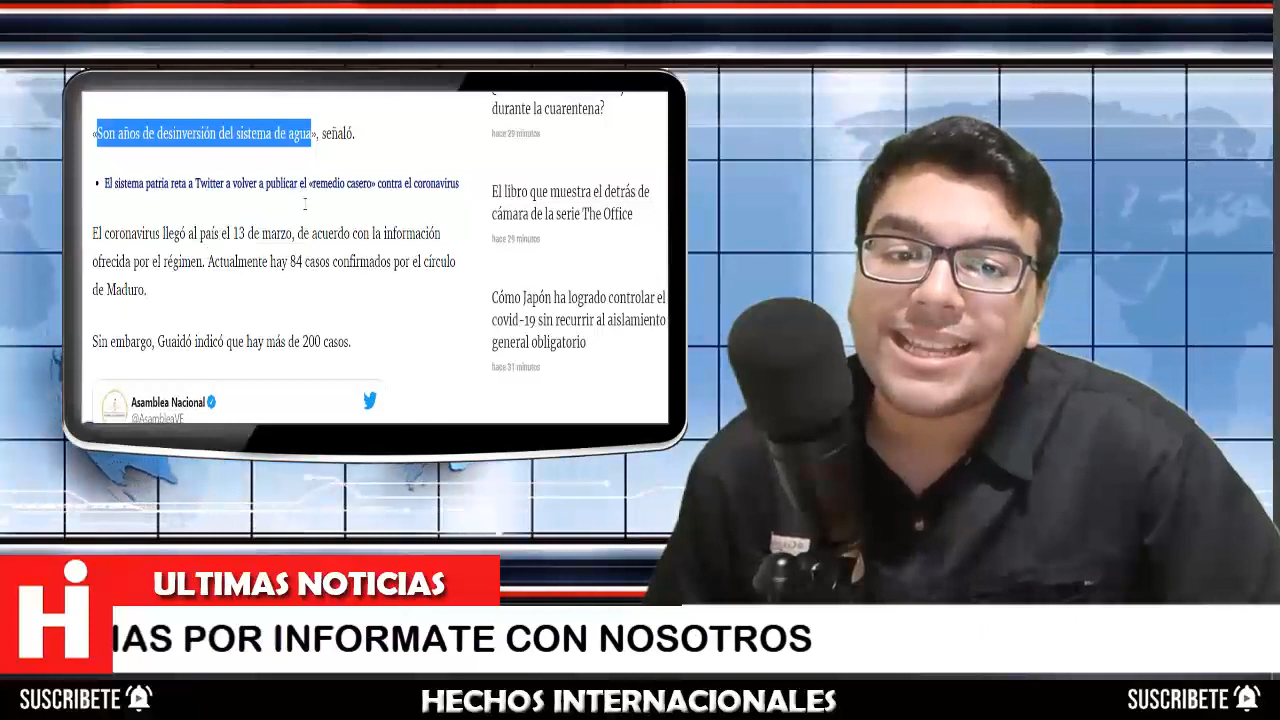 «Son años de desinversión del sistema de agua», señaló.
• El sistema patria reta a Twitter a volver a publicar el «remedio casero» contra el coronavirus
El coronavirus llegó al país el 13 de marzo, de acuerdo con la información
ofrecida por el régimen. Actualmente hay 84 casos confirmados por el círculo
de Maduro.
Sin embargo, Guaidó indicó que hay más de 200 casos.
Asamblea Nacional
@AsambleaVE
durante la cuarentena?
hace 29 minutos
El libro que muestra el detrás de
cámara de la serie The Office
hace 29 minutos
Cómo Japón ha logrado controlar el
covid-19 sin recurrir al aislamiento
general obligatorio
hace 31 minutos
Hi
ULTIMAS NOTICIAS
IAS POR INFORMATE CON NOSOTROS
SUSCRIBETE
HECHOS INTERNACIONALES
SUSCRIBETE